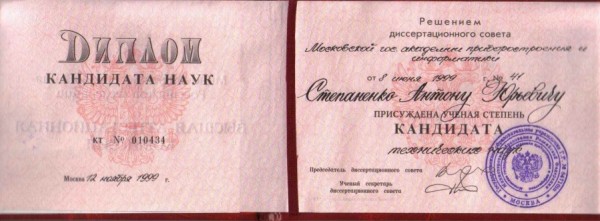 ДИПЛОМ
КАНДИДАТА НАУК
КТ № 010434
Москва 12 ноября 1999
Решением
диссертационного совета
Московской гос академии приборостроения и
информатики
от 8 июня 1999 г. № 41
Степаненко Антону Юрьевичу
ПРИСУЖДЕНА УЧЕНАЯ СТЕПЕНЬ
КАНДИДАТА
технических наук
Председатель диссертационного совета
Ученый секретарь
диссертационного совета
МОСКВА